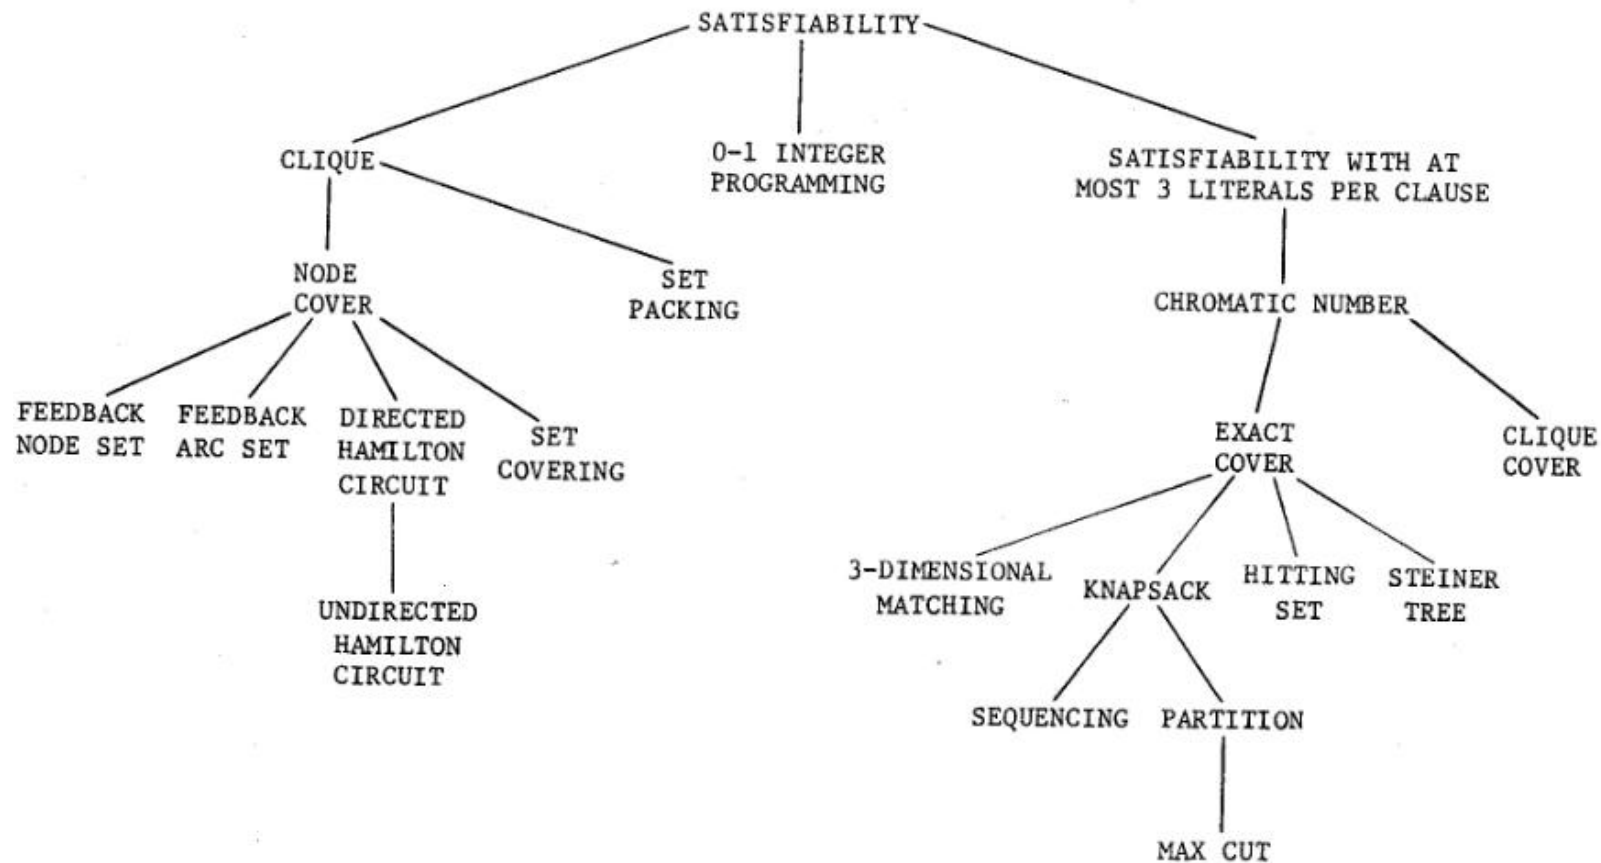 SATISFIABILITY
CLIQUE
0-1 INTEGER
PROGRAMMING
SATISFIABILITY WITH AT
MOST 3 LITERALS PER CLAUSE
NODE
COVER
SET
PACKING
CHROMATIC NUMBER
FEEDBACK
NODE SET
FEEDBACK
ARC SET
DIRECTED
HAMILTON
CIRCUIT
SET
COVERING
EXACT
COVER
CLIQUE
COVER
3-DIMENSIONAL
MATCHING
KNAPSACK
HITTING
SET
STEINER
TREE
UNDIRECTED
HAMILTON
CIRCUIT
SEQUENCING
PARTITION
MAX CUT